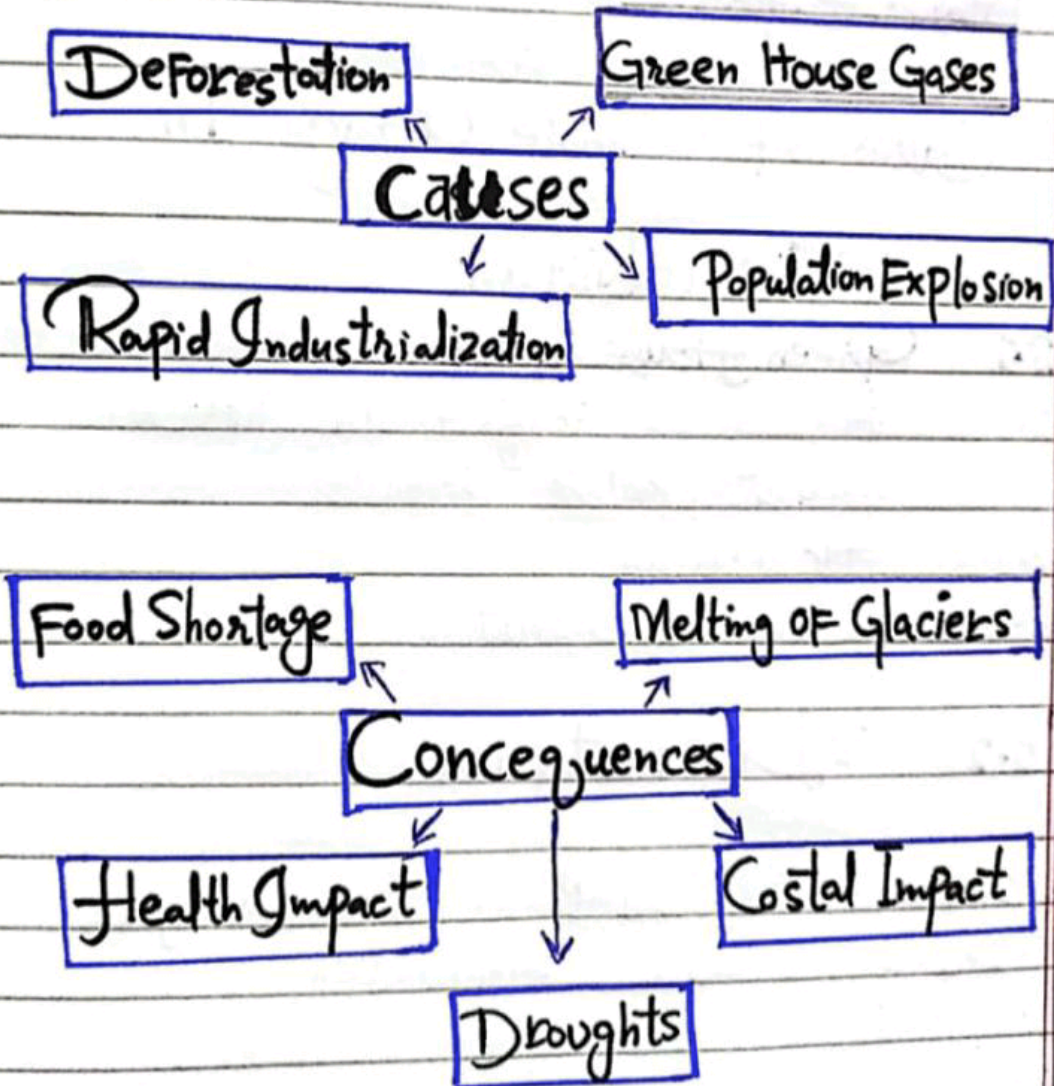 Deforestation
Green House Gases
Causes
Population Explosion
Rapid Industrialization
Food Shortage
Melting of Glaciers
Concequences
Health Impact
Costal Impact
Droughts